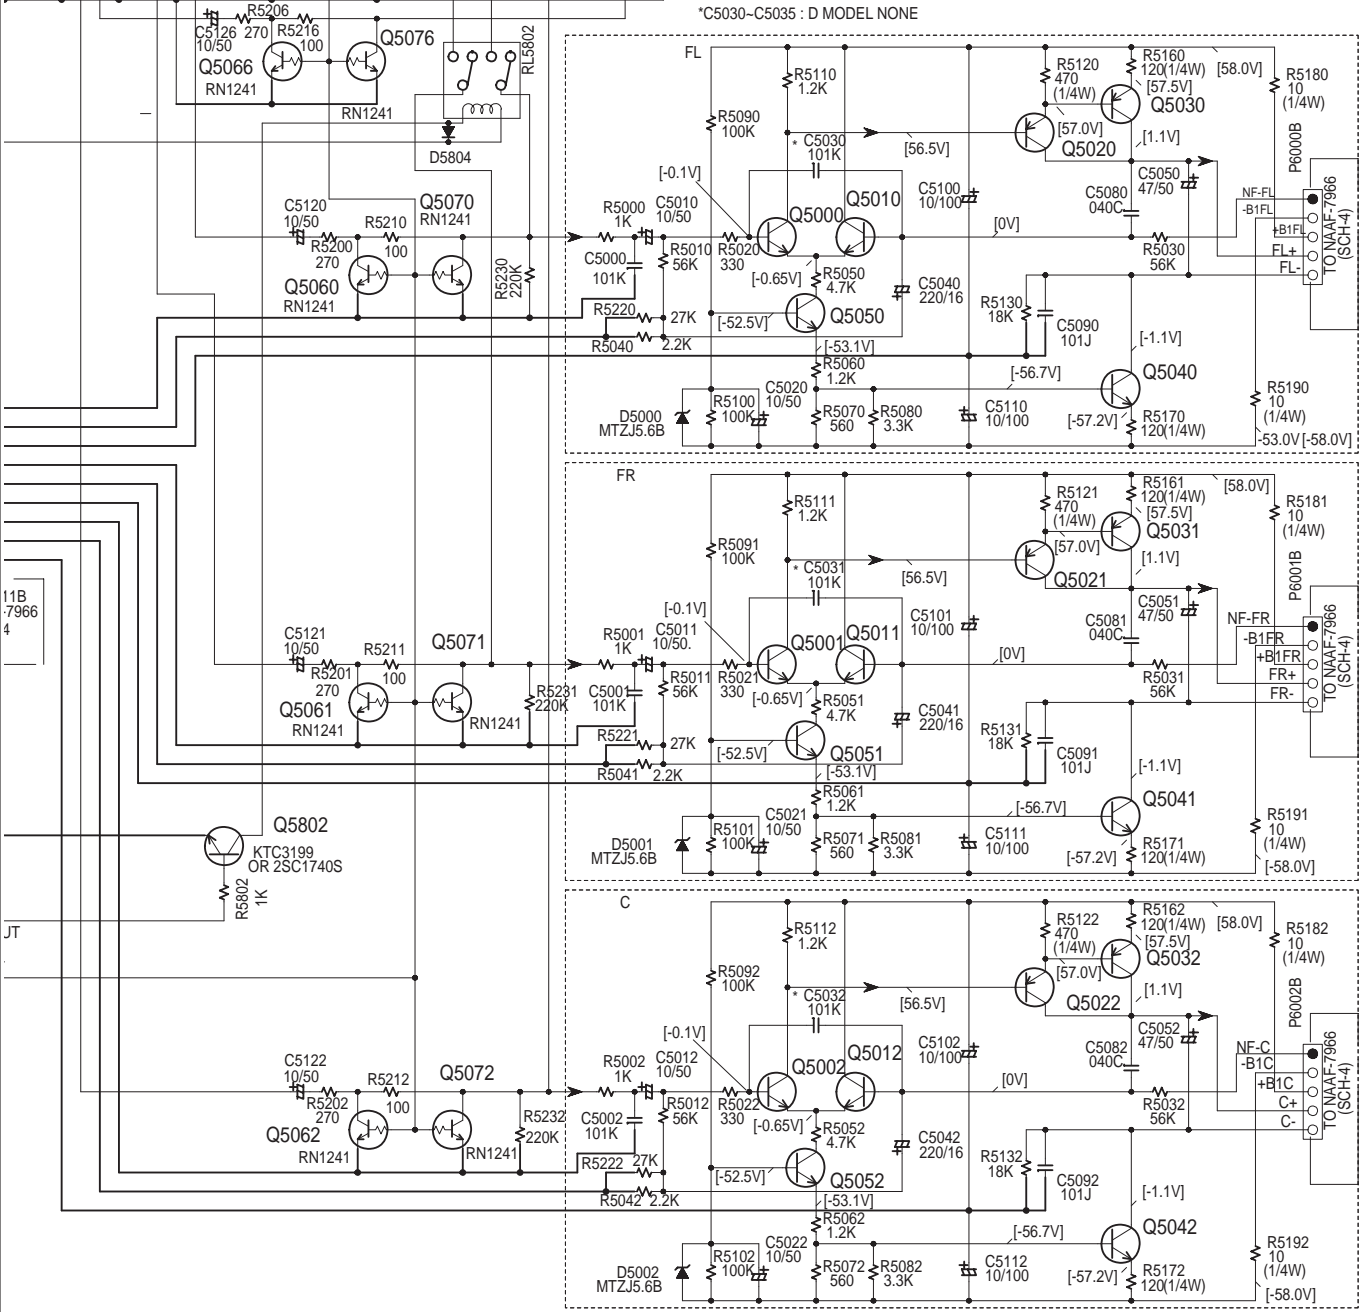 *C5030~C5035 : D MODEL NONE
R5206
C5126
10/50
270
R5216
100
Q5076
Q5066
RN1241
RN1241
RL5802
D5804
C5120
10/50
R5200
270
R5210
100
Q5070
RN1241
Q5060
RN1241
R5230
220K
FL
R5110
1.2K
R5090
100K
* C5030
101K
[-0.1V]
[56.5V]
R5120
470
(1/4W)
R5160
120(1/4W)
[57.5V]
Q5030
[58.0V]
R5180
10
(1/4W)
[57.0V]
Q5020
[1.1V]
C5050
47/50
C5080
040C
P6000B
R5000
1K
C5010
10/50
Q5000
Q5010
C5100
10/100
C5000
101K
R5010
56K
R5020
330
[0V]
R5030
56K
NF-FL
-B1FL
+B1FL
FL+
FL-
TO NAAF-7966
(SCH-4)
[-0.65V]
R5050
4.7K
C5040
220/16
R5220
27K
R5040
2.2K
[-52.5V]
Q5050
[-53.1V]
R5060
1.2K
R5130
18K
C5090
101J
[-1.1V]
[-56.7V]
Q5040
D5000
MTZJ5.6B
R5100
100K
C5020
10/50
R5070
560
R5080
3.3K
C5110
10/100
[-57.2V]
R5170
120(1/4W)
R5190
10
(1/4W)
-53.0V [-58.0V]
FR
R5111
1.2K
R5091
100K
* C5031
101K
[-0.1V]
[56.5V]
R5121
470
(1/4W)
R5161
120(1/4W)
[57.5V]
Q5031
[58.0V]
R5181
10
(1/4W)
[57.0V]
Q5021
[1.1V]
C5051
47/50
C5081
040C
P6001B
11B
-7966
4
C5121
10/50
R5201
270
R5211
100
Q5071
Q5061
RN1241
RN1241
R5231
220K
R5001
1K
C5011
10/50.
Q5001
Q5011
C5101
10/100
C5001
101K
R5011
56K
R5021
330
[0V]
R5031
56K
NF-FR
-B1FR
+B1FR
FR+
FR-
TO NAAF-7966
(SCH-4)
[-0.65V]
R5051
4.7K
C5041
220/16
R5221
27K
R5041
2.2K
[-52.5V]
Q5051
[-53.1V]
R5061
1.2K
R5131
18K
C5091
101J
[-1.1V]
[-56.7V]
Q5041
D5001
MTZJ5.6B
R5101
100K
C5021
10/50
R5071
560
R5081
3.3K
C5111
10/100
[-57.2V]
R5171
120(1/4W)
R5191
10
(1/4W)
[-58.0V]
Q5802
KTC3199
OR 2SC1740S
R5802
1K
UT
C
R5112
1.2K
R5092
100K
* C5032
101K
[-0.1V]
[56.5V]
R5122
470
(1/4W)
R5162
120(1/4W)
[57.5V]
Q5032
[58.0V]
R5182
10
(1/4W)
[57.0V]
Q5022
[1.1V]
C5052
47/50
C5082
040C
P6002B
C5122
10/50
R5202
270
R5212
100
Q5072
Q5062
RN1241
RN1241
R5232
220K
R5002
1K
C5012
10/50
Q5002
Q5012
C5102
10/100
C5002
101K
R5012
56K
R5022
330
[0V]
R5032
56K
NF-C
-B1C
+B1C
C+
C-
TO NAAF-7966
(SCH-4)
[-0.65V]
R5052
4.7K
C5042
220/16
R5222
27K
R5042
2.2K
[-52.5V]
Q5052
[-53.1V]
R5062
1.2K
R5132
18K
C5092
101J
[-1.1V]
[-56.7V]
Q5042
D5002
MTZJ5.6B
R5102
100K
C5022
10/50
R5072
560
R5082
3.3K
C5112
10/100
[-57.2V]
R5172
120(1/4W)
R5192
10
(1/4W)
[-58.0V]